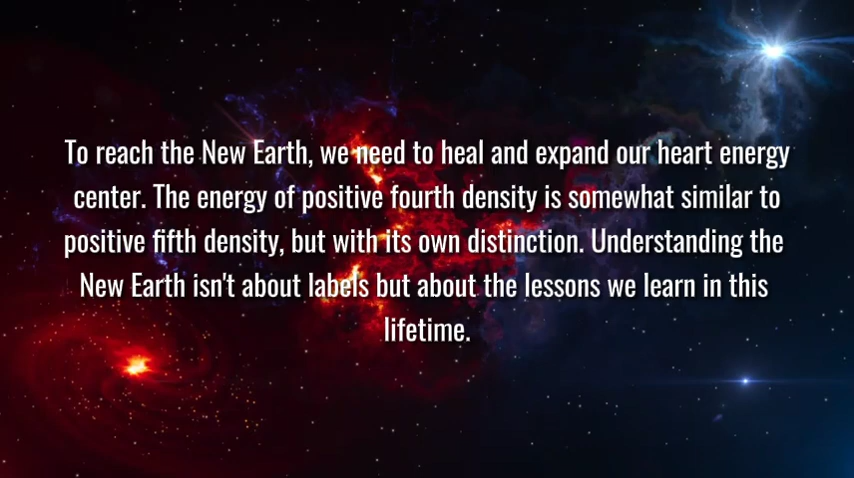 To reach the New Earth, we need to heal and expand our heart energy
center. The energy of positive fourth density is somewhat similar to
positive fifth density, but with its own distinction. Understanding the
New Earth isn't about labels but about the lessons we learn in this
lifetime.